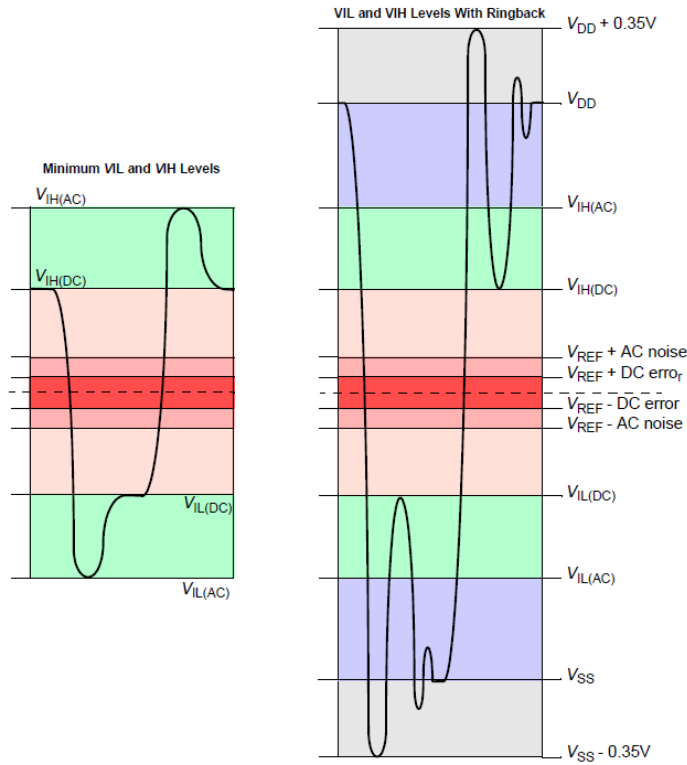 VIL and VIH Levels With Ringback
VDD + 0.35V
VDD
Minimum VIL and VIH Levels
VIH(AC)
VIH(AC)
VIH(DC)
VIH(DC)
VREF + AC noise
VREF + DC error
VREF - DC error
VREF - AC noise
VIL(DC)
VIL(DC)
VIL(AC)
VIL(AC)
VSS
VSS - 0.35V